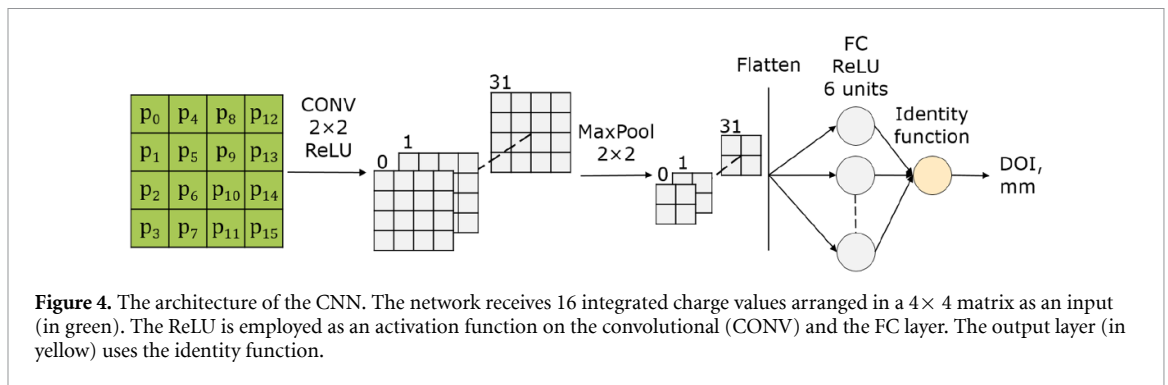 p0 p4 p8 p12
p1 p5 p9 p13
p2 p6 p10 p14
p3 p7 p11 p15
CONV
2×2
ReLU
0
1
31
MaxPool
2×2
0
1
31
Flatten
FC
ReLU
6 units
Identity
function
DOI,
mm
Figure 4. The architecture of the CNN. The network receives 16 integrated charge values arranged in a 4× 4 matrix as an input
(in green). The ReLU is employed as an activation function on the convolutional (CONV) and the FC layer. The output layer (in
yellow) uses the identity function.